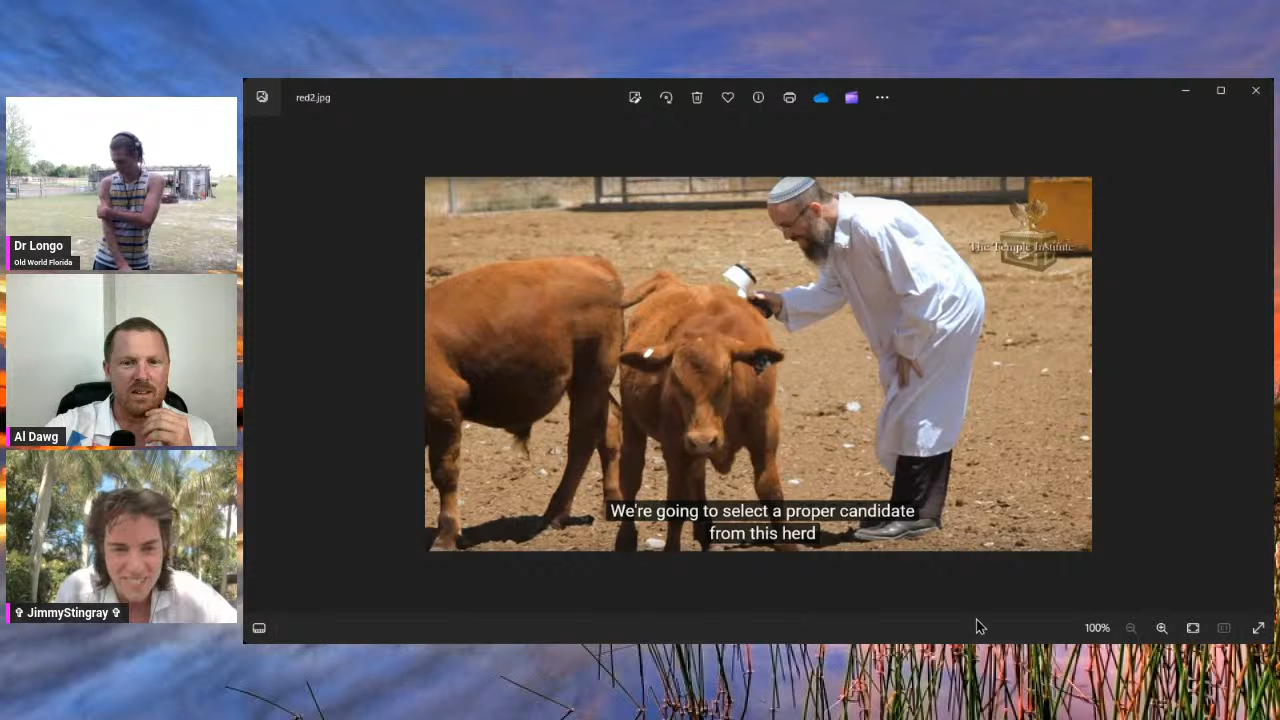 red2.jpg
Dr Longo
Old World Florida
Al Dawg
✞ JimmyStingray ✞
The Temple Institute
We're going to select a proper candidate
from this herd
100%